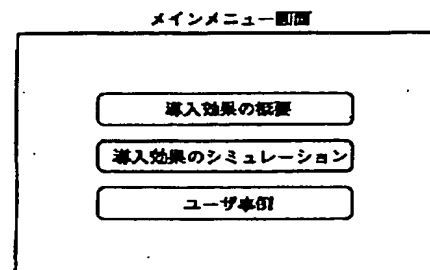 メインメニュー画面
導入効果の概要
導入効果のシミュレーション
ユーザ事例